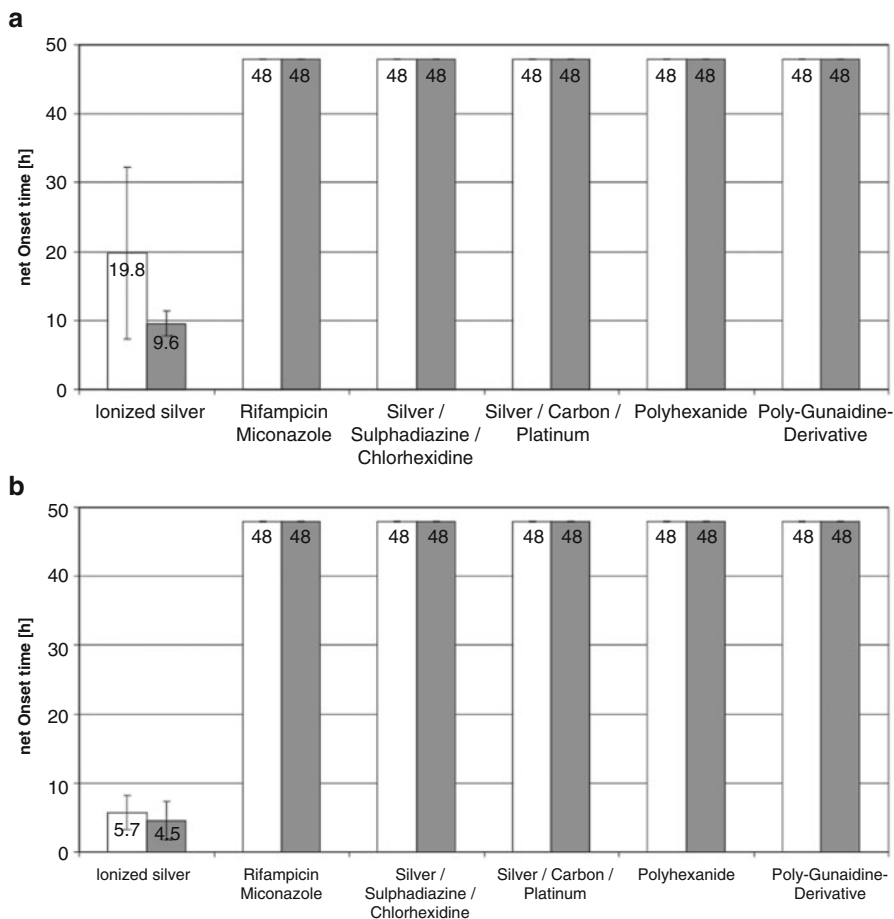 a
net Onset time [h]
50
40
30
20
10
0
19.8
9.6
48 48
48 48
48 48
48 48
48 48
Ionized silver
Rifampicin
Miconazole
Silver /
Sulphadiazine /
Chlorhexidine
Silver / Carbon /
Platinum
Polyhexanide
Poly-Gunaidine-
Derivative
b
net Onset time [h]
50
40
30
20
10
0
5.7
4.5
48 48
48 48
48 48
48 48
48 48
Ionized silver
Rifampicin
Miconazole
Silver /
Sulphadiazine /
Chlorhexidine
Silver / Carbon /
Platinum
Polyhexanide
Poly-Gunaidine-
Derivative